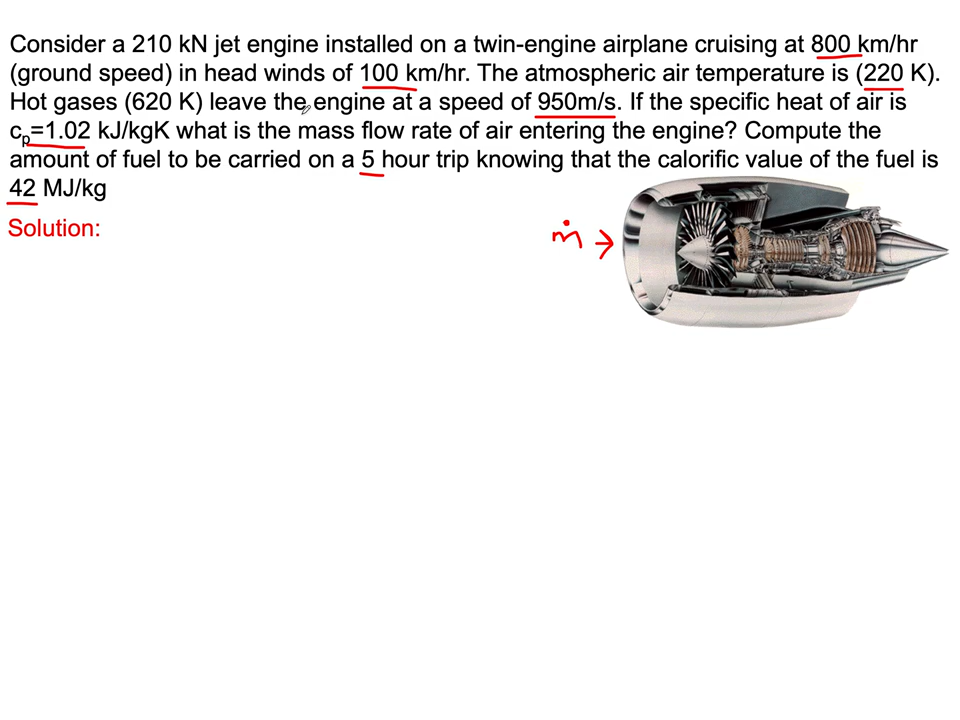 Consider a 210 kN jet engine installed on a twin-engine airplane cruising at 800 km/hr
(ground speed) in head winds of 100 km/hr. The atmospheric air temperature is (220 K).
Hot gases (620 K) leave the engine at a speed of 950m/s. If the specific heat of air is
cp=1.02 kJ/kgK what is the mass flow rate of air entering the engine? Compute the
amount of fuel to be carried on a 5 hour trip knowing that the calorific value of the fuel is
42 MJ/kg
Solution:
ṁ →